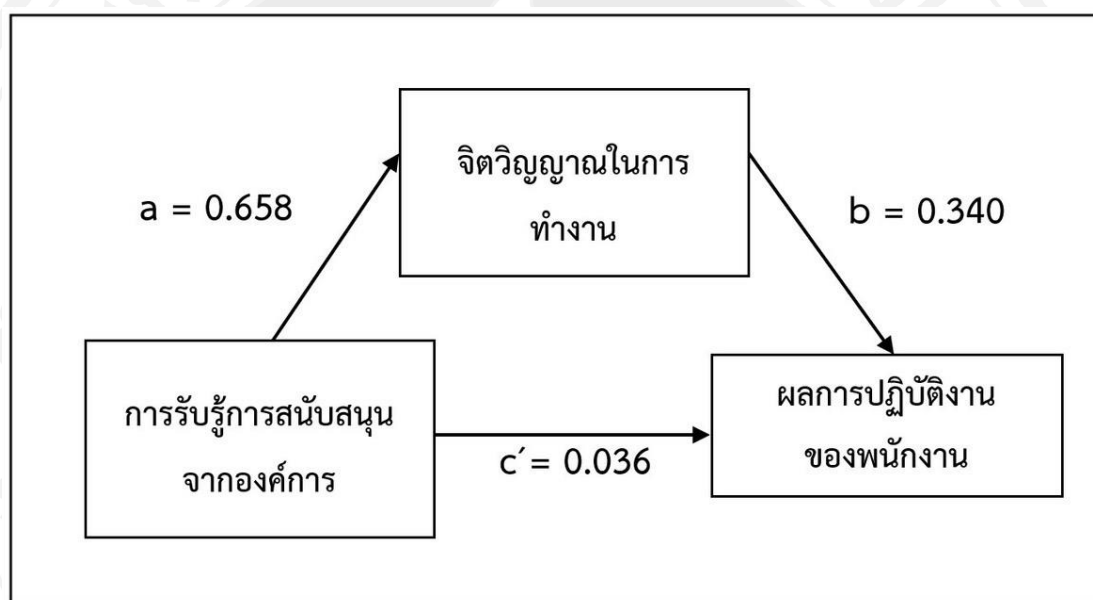 จิตวิญญาณในการ
ทำงาน
a = 0.658
b = 0.340
การรับรู้การสนับสนุน
จากองค์การ
c′= 0.036
ผลการปฏิบัติงาน
ของพนักงาน